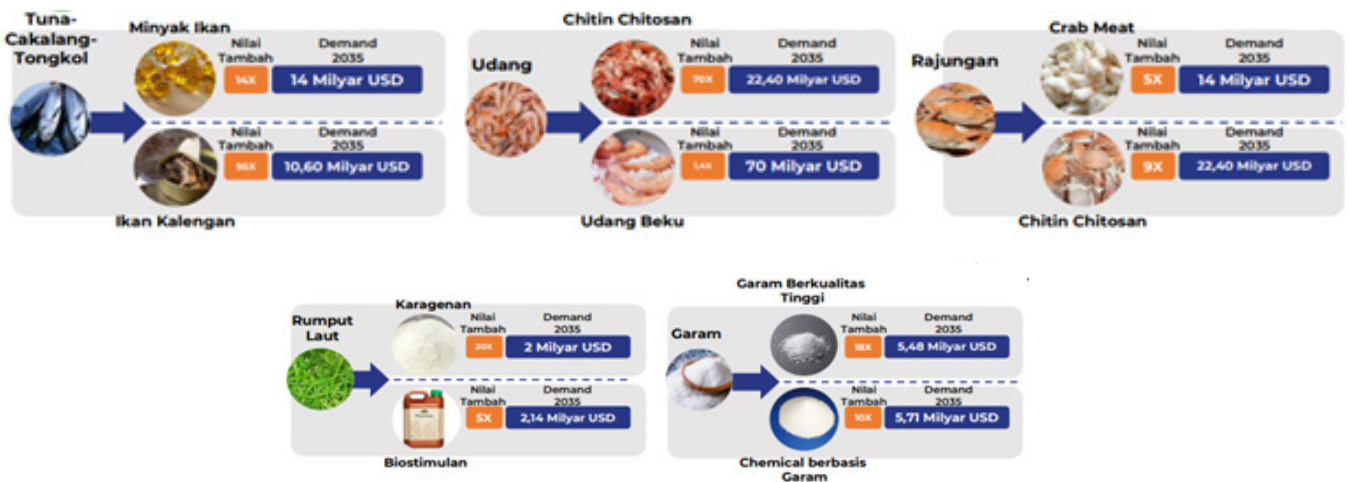 Tuna-
Cakalang-
Tongkol
Minyak Ikan
Nilai
Tambah
Demand
2035
14X
14 Milyar USD
Nilai
Tambah
Demand
2035
95X
10,60 Milyar USD
Ikan Kalengan
Udang
Chitin Chitosan
Nilai
Tambah
Demand
2035
70X
22,40 Milyar USD
Nilai
Tambah
Demand
2035
1,4X
70 Milyar USD
Udang Beku
Rajungan
Crab Meat
Nilai
Tambah
Demand
2035
5X
14 Milyar USD
Nilai
Tambah
Demand
2035
9X
22,40 Milyar USD
Chitin Chitosan
Rumput
Laut
Karagenan
Nilai
Tambah
Demand
2035
20X
2 Milyar USD
Nilai
Tambah
Demand
2035
5X
2,14 Milyar USD
Biostimulan
Garam
Garam Berkualitas
Tinggi
Nilai
Tambah
Demand
2035
18X
5,48 Milyar USD
Nilai
Tambah
Demand
2035
10X
5,71 Milyar USD
Chemical berbasis
Garam